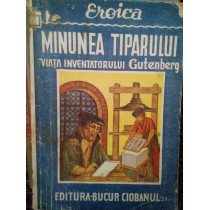 Eroica
MINUNEA TIPARULUI
VIAȚA INVENTATORULUI Gutenberg
EDITURA·BUCUR CIOBANUL